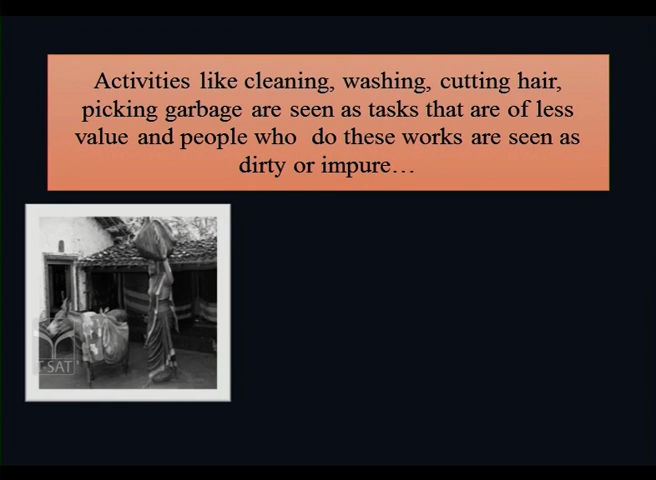 Activities like cleaning, washing, cutting hair,
picking garbage are seen as tasks that are of less
value and people who do these works are seen as
dirty or impure…
T-SAT